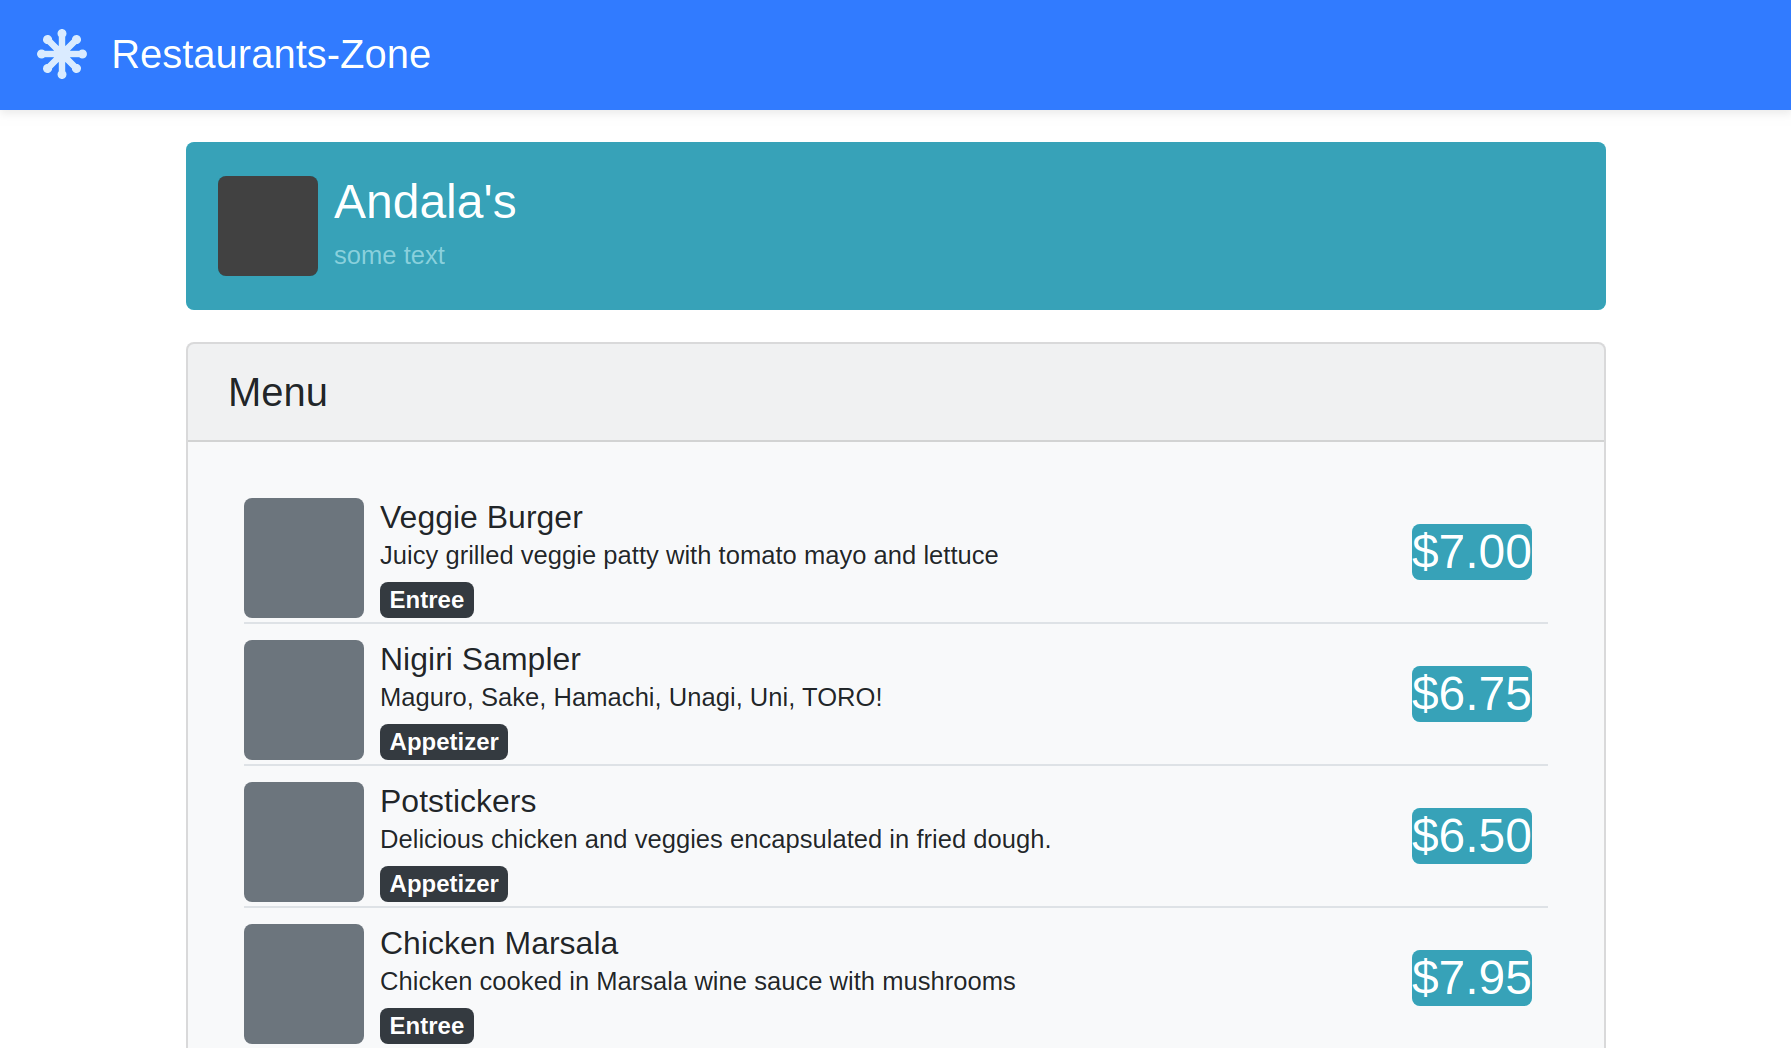 Restaurants-Zone
Andala's
some text
Menu
Veggie Burger
Juicy grilled veggie patty with tomato mayo and lettuce
Entree
$7.00
Nigiri Sampler
Maguro, Sake, Hamachi, Unagi, Uni, TORO!
Appetizer
$6.75
Potstickers
Delicious chicken and veggies encapsulated in fried dough.
Appetizer
$6.50
Chicken Marsala
Chicken cooked in Marsala wine sauce with mushrooms
Entree
$7.95